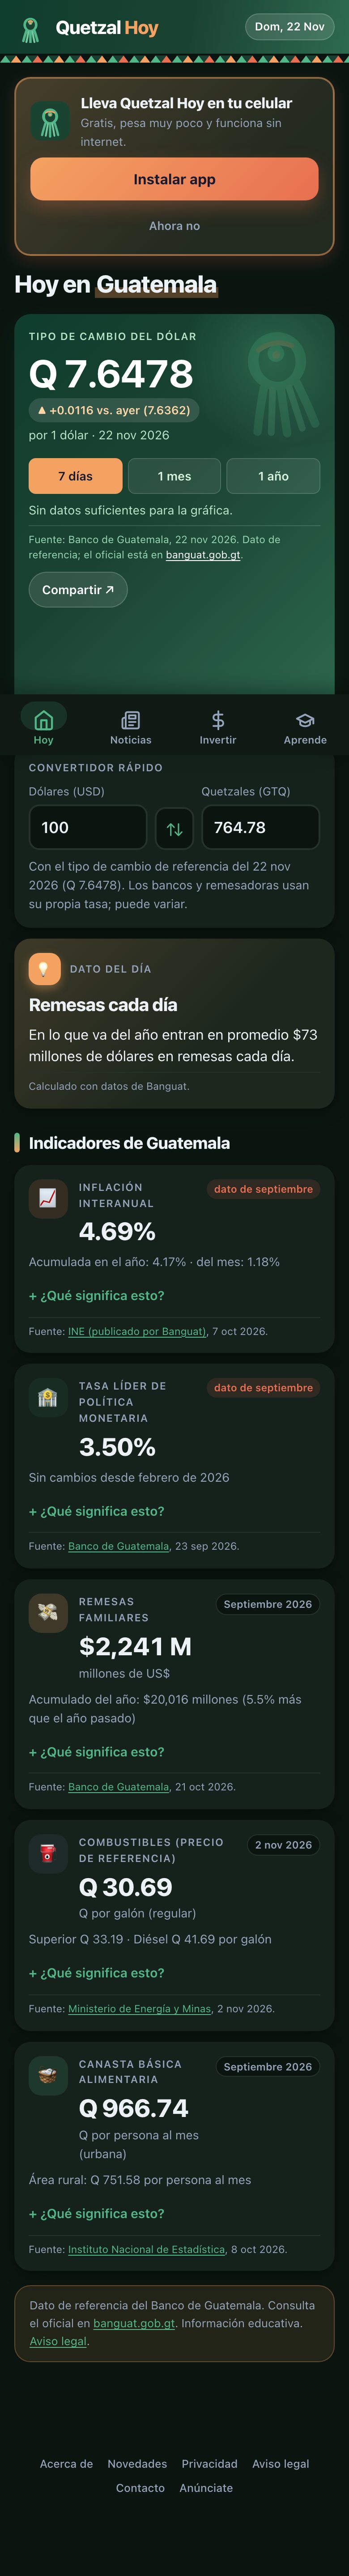 Quetzal Hoy
Dom, 22 Nov
Lleva Quetzal Hoy en tu celular
Gratis, pesa muy poco y funciona sin
internet.
Instalar app
Ahora no
Hoy en Guatemala
TIPO DE CAMBIO DEL DÓLAR
Q 7.6478
▲ +0.0116 vs. ayer (7.6362)
por 1 dólar · 22 nov 2026
7 días
1 mes
1 año
Sin datos suficientes para la gráfica.
Fuente: Banco de Guatemala, 22 nov 2026. Dato de
referencia; el oficial está en banguat.gob.gt.
Compartir ↗
Hoy
Noticias
Invertir
Aprende
CONVERTIDOR RÁPIDO
Dólares (USD)
Quetzales (GTQ)
100
764.78
Con el tipo de cambio de referencia del 22 nov
2026 (Q 7.6478). Los bancos y remesadoras usan
su propia tasa; puede variar.
DATO DEL DÍA
Remesas cada día
En lo que va del año entran en promedio $73
millones de dólares en remesas cada día.
Calculado con datos de Banguat.
Indicadores de Guatemala
INFLACIÓN
INTERANUAL
dato de septiembre
4.69%
Acumulada en el año: 4.17% · del mes: 1.18%
+ ¿Qué significa esto?
Fuente: INE (publicado por Banguat), 7 oct 2026.
TASA LÍDER DE
POLÍTICA
MONETARIA
dato de septiembre
3.50%
Sin cambios desde febrero de 2026
+ ¿Qué significa esto?
Fuente: Banco de Guatemala, 23 sep 2026.
REMESAS
FAMILIARES
Septiembre 2026
$2,241 M
millones de US$
Acumulado del año: $20,016 millones (5.5% más
que el año pasado)
+ ¿Qué significa esto?
Fuente: Banco de Guatemala, 21 oct 2026.
COMBUSTIBLES (PRECIO
DE REFERENCIA)
2 nov 2026
Q 30.69
Q por galón (regular)
Superior Q 33.19 · Diésel Q 41.69 por galón
+ ¿Qué significa esto?
Fuente: Ministerio de Energía y Minas, 2 nov 2026.
CANASTA BÁSICA
ALIMENTARIA
Septiembre 2026
Q 966.74
Q por persona al mes
(urbana)
Área rural: Q 751.58 por persona al mes
+ ¿Qué significa esto?
Fuente: Instituto Nacional de Estadística, 8 oct 2026.
Dato de referencia del Banco de Guatemala. Consulta
el oficial en banguat.gob.gt. Información educativa.
Aviso legal.
Acerca de
Novedades
Privacidad
Aviso legal
Contacto
Anúnciate